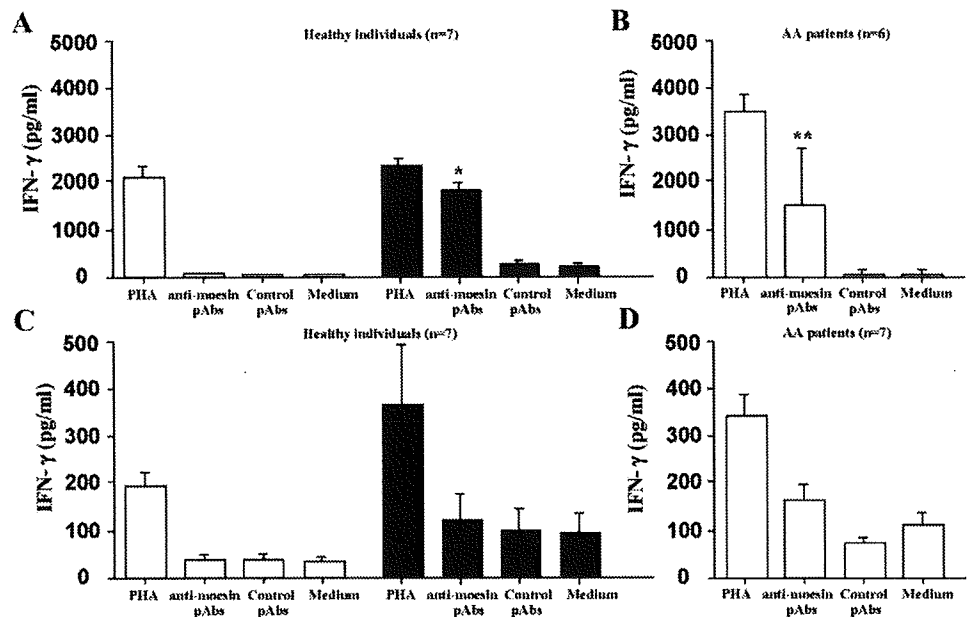 A
Healthy individuals (n=7)
IFN- γ (pg/ml)
5000
4000
3000
2000
1000
0
*
PHA anti-moesin pAbs Control pAbs Medium PHA anti-moesin pAbs Control pAbs Medium
B
AA patients (n=6)
IFN- γ (pg/ml)
5000
4000
3000
2000
1000
0
**
PHA anti-moesin pAbs Control pAbs Medium
C
Healthy individuals (n=7)
IFN- γ (pg/ml)
500
400
300
200
100
0
PHA anti-moesin pAbs Control pAbs Medium PHA anti-moesin pAbs Control pAbs Medium
D
AA patients (n=7)
IFN- γ (pg/ml)
500
400
300
200
100
0
PHA anti-moesin pAbs Control pAbs Medium